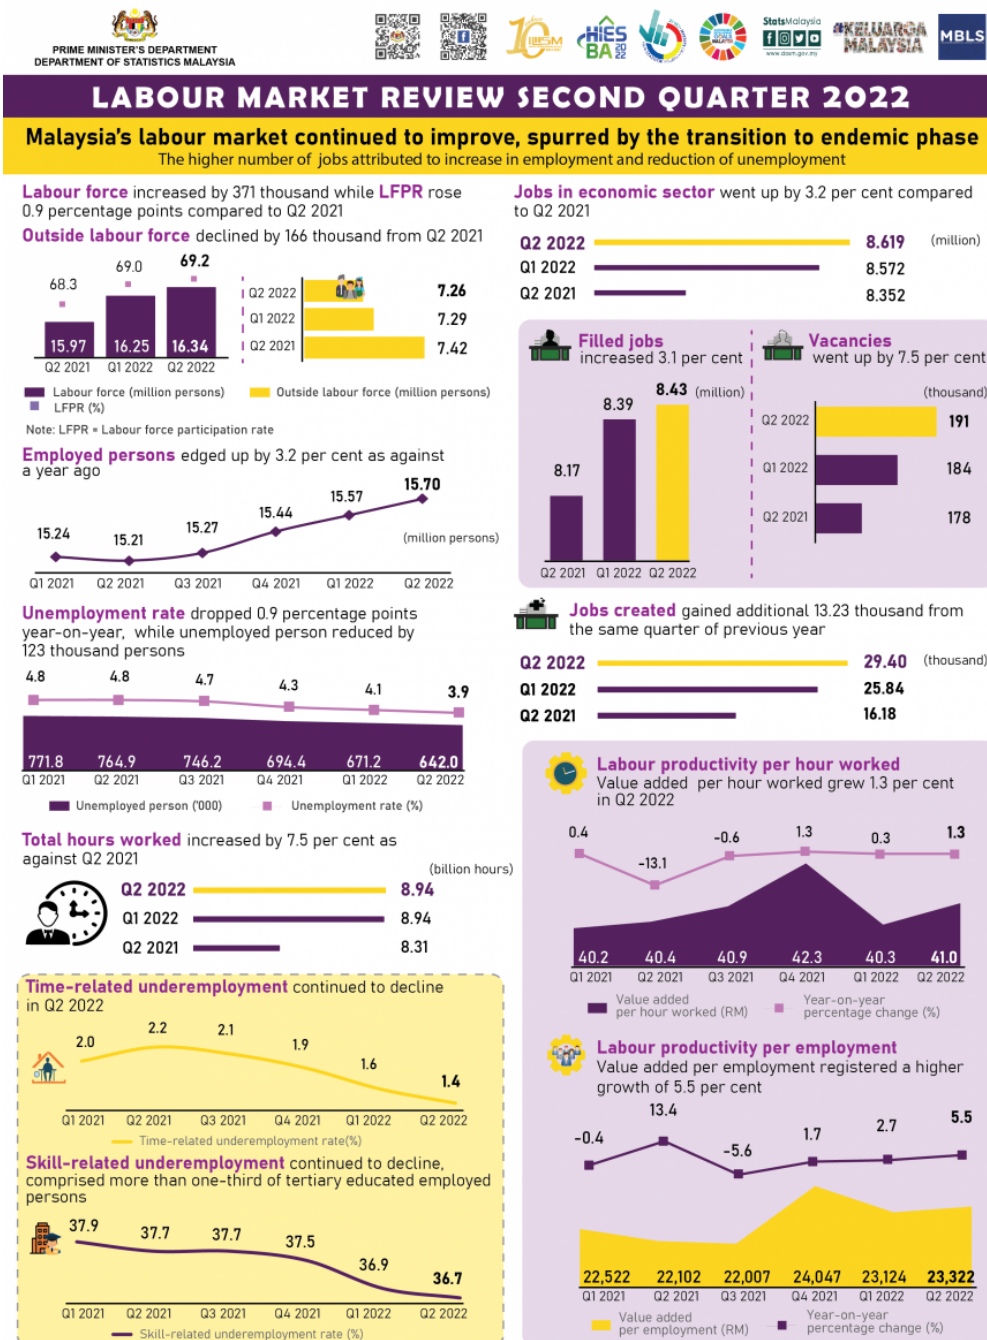 PRIME MINISTER'S DEPARTMENT
DEPARTMENT OF STATISTICS MALAYSIA
HIES
BA
StatsMalaysia
www.dosm.gov.my
#KELUARGA
MALAYSIA
MBLS
LABOUR MARKET REVIEW SECOND QUARTER 2022
Malaysia's labour market continued to improve, spurred by the transition to endemic phase
The higher number of jobs attributed to increase in employment and reduction of unemployment
Labour force increased by 371 thousand while LFPR rose
0.9 percentage points compared to Q2 2021
Outside labour force declined by 166 thousand from Q2 2021
68.3
69.0
69.2
15.97
16.25
16.34
Q2 2021 Q1 2022 Q2 2022
Q2 2022 7.26
Q1 2022 7.29
Q2 2021 7.42
Labour force (million persons)
LFPR (%)
Outside labour force (million persons)
Note: LFPR = Labour force participation rate
Employed persons edged up by 3.2 per cent as against
a year ago
15.24 15.21 15.27 15.44 15.57 15.70
(million persons)
Q1 2021 Q2 2021 Q3 2021 Q4 2021 Q1 2022 Q2 2022
Unemployment rate dropped 0.9 percentage points
year-on-year, while unemployed person reduced by
123 thousand persons
4.8 4.8 4.7 4.3 4.1 3.9
771.8 764.9 746.2 694.4 671.2 642.0
Q1 2021 Q2 2021 Q3 2021 Q4 2021 Q1 2022 Q2 2022
Unemployed person ('000) Unemployment rate (%)
Total hours worked increased by 7.5 per cent as
against Q2 2021
(billion hours)
Q2 2022 8.94
Q1 2022 8.94
Q2 2021 8.31
Time-related underemployment continued to decline
in Q2 2022
2.0 2.2 2.1 1.9 1.6 1.4
Q1 2021 Q2 2021 Q3 2021 Q4 2021 Q1 2022 Q2 2022
Time-related underemployment rate(%)
Skill-related underemployment continued to decline,
comprised more than one-third of tertiary educated employed
persons
37.9 37.7 37.7 37.5 36.9 36.7
Q1 2021 Q2 2021 Q3 2021 Q4 2021 Q1 2022 Q2 2022
Skill-related underemployment rate (%)
Jobs in economic sector went up by 3.2 per cent compared
to Q2 2021
Q2 2022 8.619 (million)
Q1 2022 8.572
Q2 2021 8.352
Filled jobs
increased 3.1 per cent
8.17
8.39
8.43 (million)
Q2 2021 Q1 2022 Q2 2022
Vacancies
went up by 7.5 per cent
(thousand)
Q2 2022 191
Q1 2022 184
Q2 2021 178
Jobs created gained additional 13.23 thousand from
the same quarter of previous year
Q2 2022 29.40 (thousand)
Q1 2022 25.84
Q2 2021 16.18
Labour productivity per hour worked
Value added per hour worked grew 1.3 per cent
in Q2 2022
0.4 -13.1 -0.6 1.3 0.3 1.3
40.2 40.4 40.9 42.3 40.3 41.0
Q1 2021 Q2 2021 Q3 2021 Q4 2021 Q1 2022 Q2 2022
Value added
per hour worked (RM)
Year-on-year
percentage change (%)
Labour productivity per employment
Value added per employment registered a higher
growth of 5.5 per cent
-0.4 13.4 -5.6 1.7 2.7 5.5
22,522 22,102 22,007 24,047 23,124 23,322
Q1 2021 Q2 2021 Q3 2021 Q4 2021 Q1 2022 Q2 2022
Value added
per employment (RM)
Year-on-year
percentage change (%)